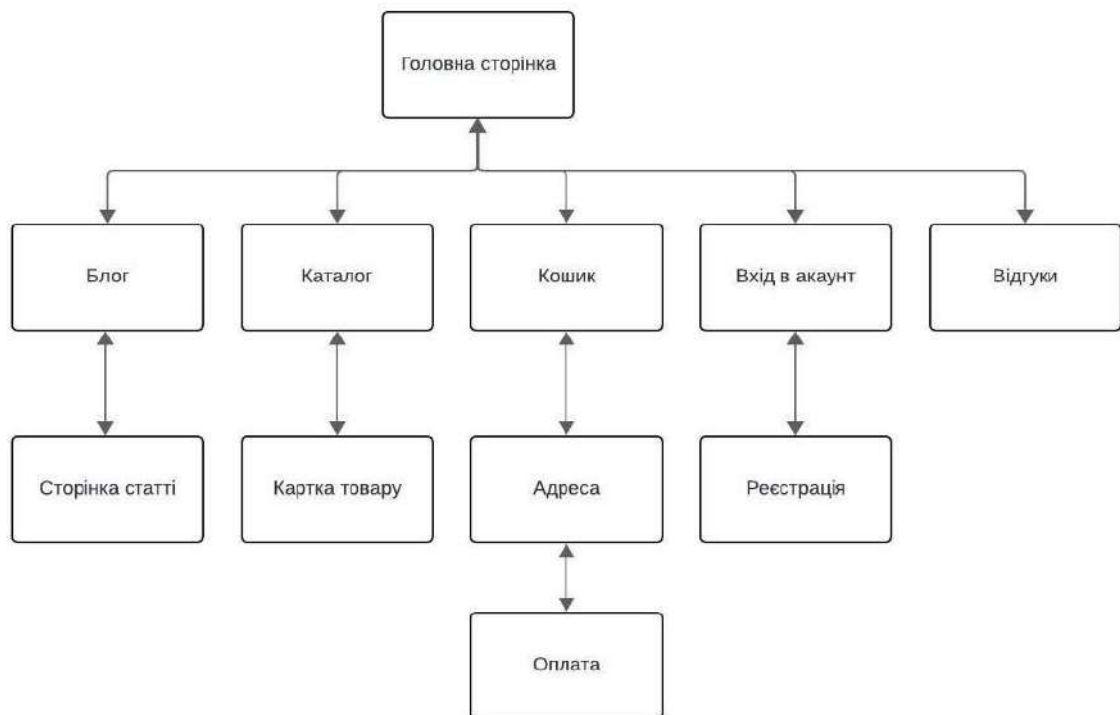 Головна сторінка
Блог
Каталог
Кошик
Вхід в акаунт
Відгуки
Сторінка статті
Картка товару
Адреса
Реєстрація
Оплата